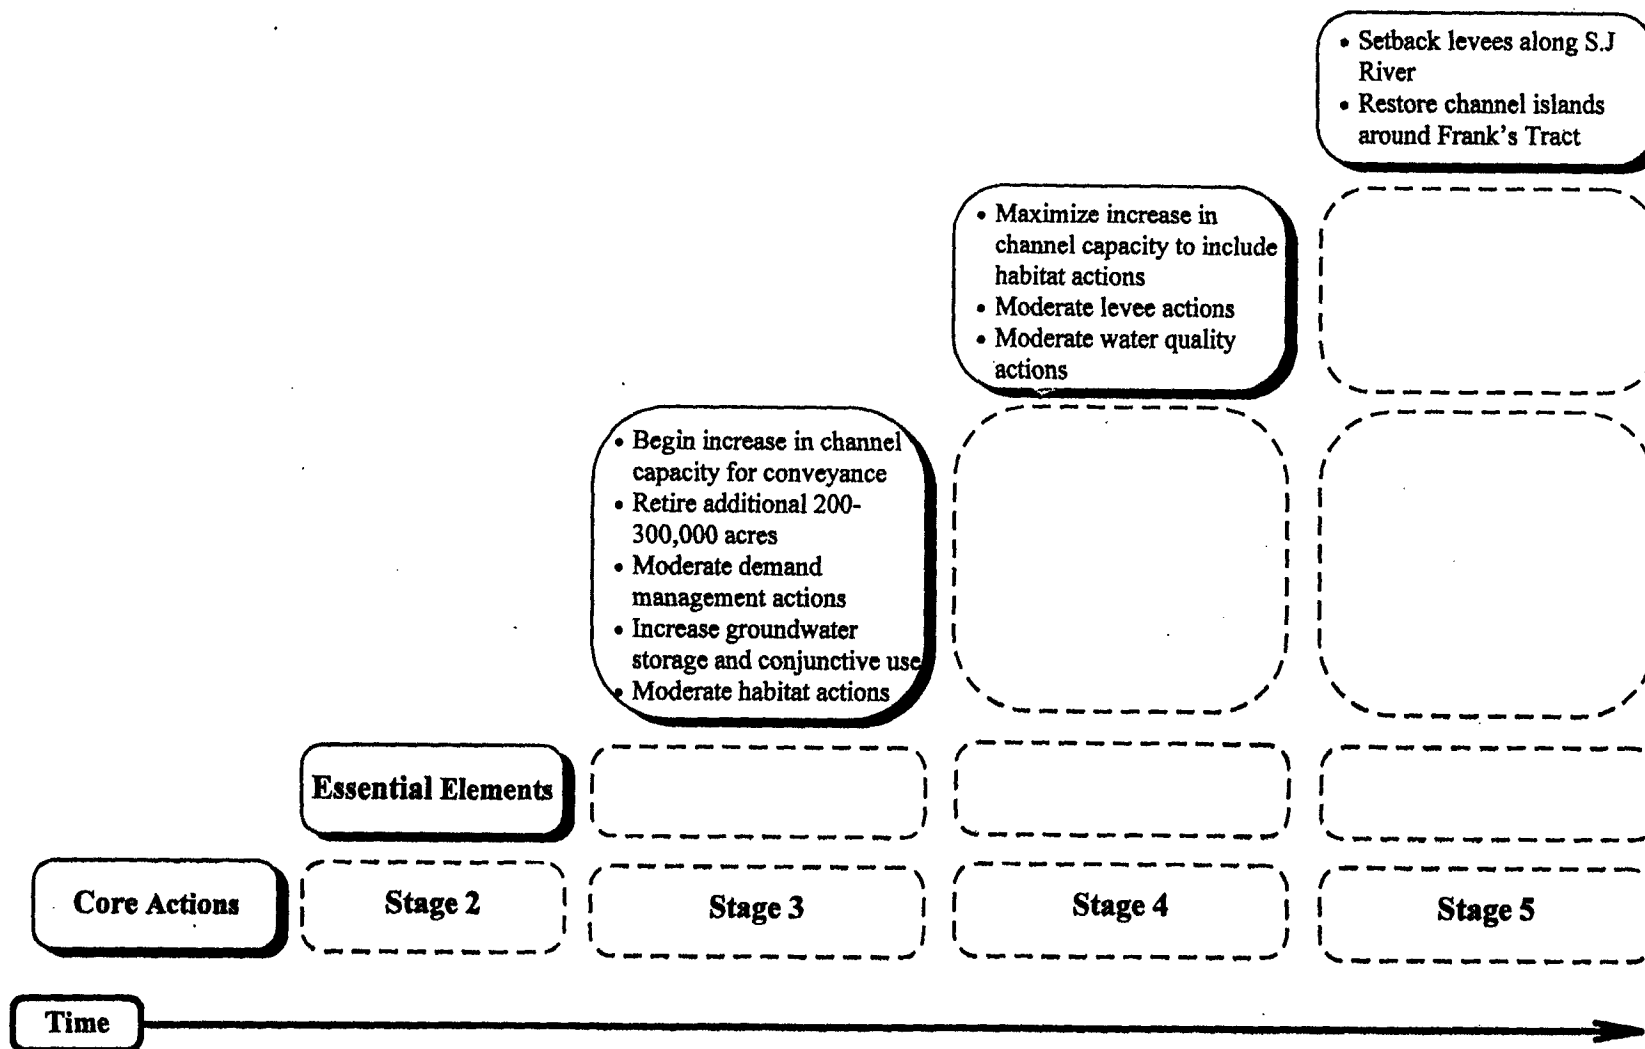 • Setback levees along S.J
River
• Restore channel islands
around Frank's Tract
• Maximize increase in
channel capacity to include
habitat actions
• Moderate levee actions
• Moderate water quality
actions
• Begin increase in channel
capacity for conveyance
• Retire additional 200-
300,000 acres
• Moderate demand
management actions
• Increase groundwater
storage and conjunctive use
• Moderate habitat actions
Essential Elements
Core Actions
Stage 2
Stage 3
Stage 4
Stage 5
Time